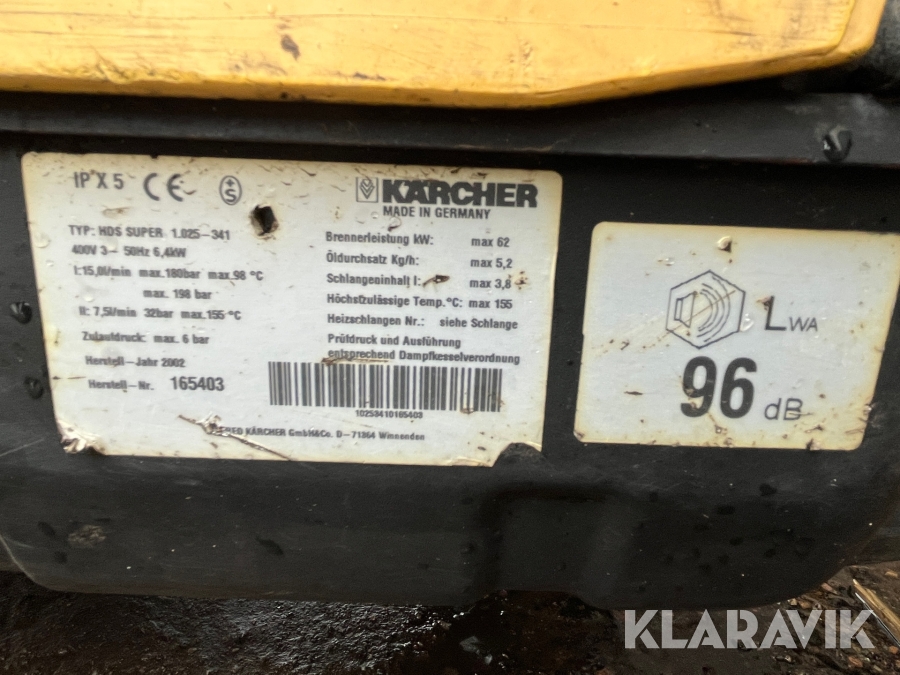 IP X 5 CE +S
TYP: HDS SUPER 1.025-341
400V 3~ 50Hz 6,4kW
I:15,0l/min max.180bar max.98 °C
max. 198 bar
II: 7,5l/min 32bar max.155 °C
Zulaufdruck: max. 6 bar
Herstell-Jahr 2002
Herstell-Nr. 165403
KÄRCHER
MADE IN GERMANY
Brennerleistung kW: max 62
Öldurchsatz Kg/h: max 5,2
Schlangeninhalt l: max 3,8
Höchstzulässige Temp.°C: max 155
Heizschlangen Nr.: siehe Schlange
Prüfdruck und Ausführung
entsprechend Dampfkesselverordnung
10253410165403
KÄRCHER GmbH&Co. D-71364 Winnenden
LWA
96 dB
KLARAVIK